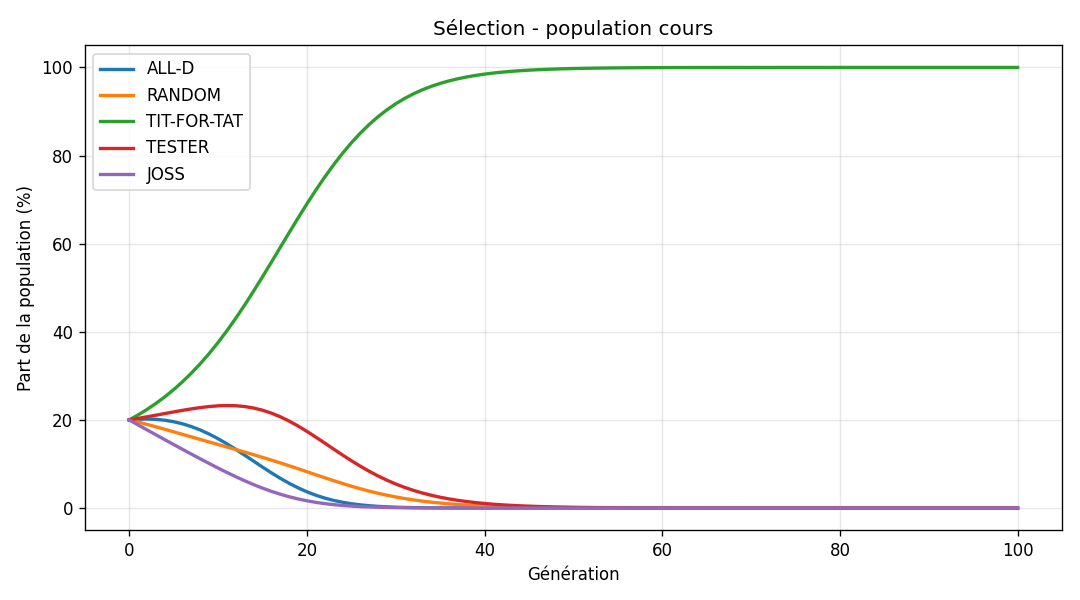 Sélection - population cours
ALL-D
RANDOM
TIT-FOR-TAT
TESTER
JOSS
Part de la population (%)
100
80
60
40
20
0
0 20 40 60 80 100
Génération